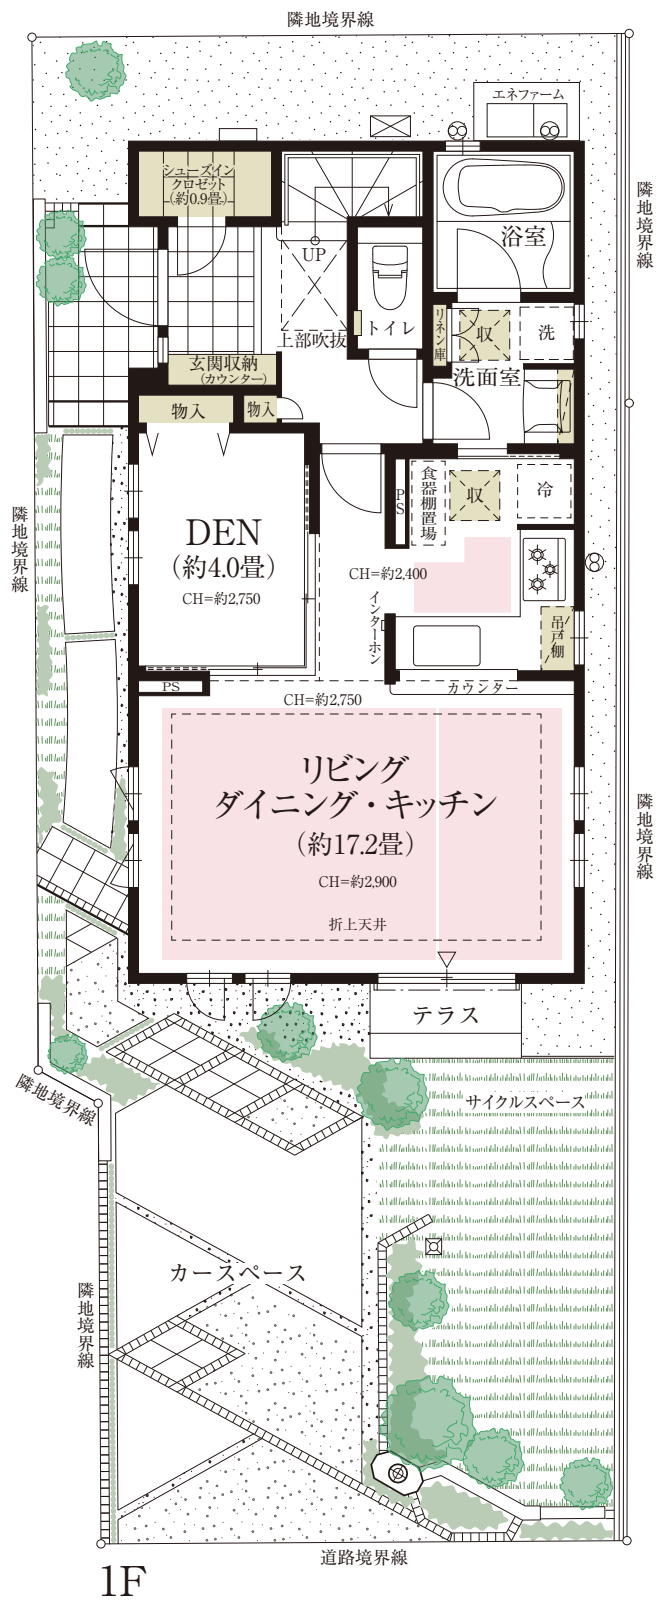 隣地境界線
エネファーム
シューズイン
クロゼット
(約0.9畳)
隣地境界線
浴室
UP
トイレ
リネン庫
収
洗
上部吹抜
玄関収納
(カウンター)
洗面室
物入
物入
食器棚置場
収
冷
PS
隣地境界線
DEN
(約4.0畳)
CH=約2,750
CH=約2,400
インターホン
吊戸棚
PS
カウンター
CH=約2,750
リビング
ダイニング・キッチン
(約17.2畳)
CH=約2,900
折上天井
隣地境界線
テラス
隣地境界線
サイクルスペース
カースペース
隣地境界線
道路境界線
1F